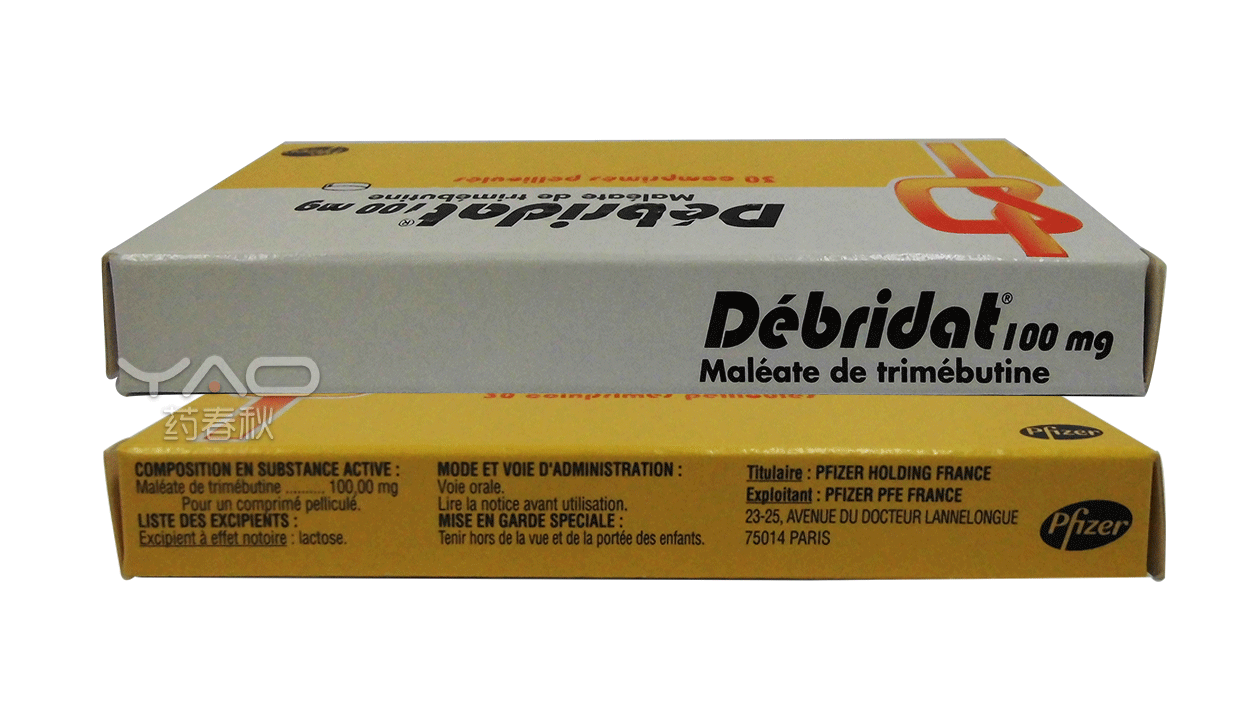 30 comprimés pelliculés
Débridat® 100 mg
Maléate de trimébutine
Débridat® 100 mg
Maléate de trimébutine
YAO
药春秋
30 comprimés pelliculés
Pfizer
COMPOSITION EN SUBSTANCE ACTIVE :
Maléate de trimébutine .......... 100,00 mg
Pour un comprimé pelliculé.
LISTE DES EXCIPIENTS :
Excipient à effet notoire : lactose.
MODE ET VOIE D'ADMINISTRATION :
Voie orale.
Lire la notice avant utilisation.
MISE EN GARDE SPECIALE :
Tenir hors de la vue et de la portée des enfants.
Titulaire : PFIZER HOLDING FRANCE
Exploitant : PFIZER PFE FRANCE
23-25, AVENUE DU DOCTEUR LANNELONGUE
75014 PARIS
Pfizer